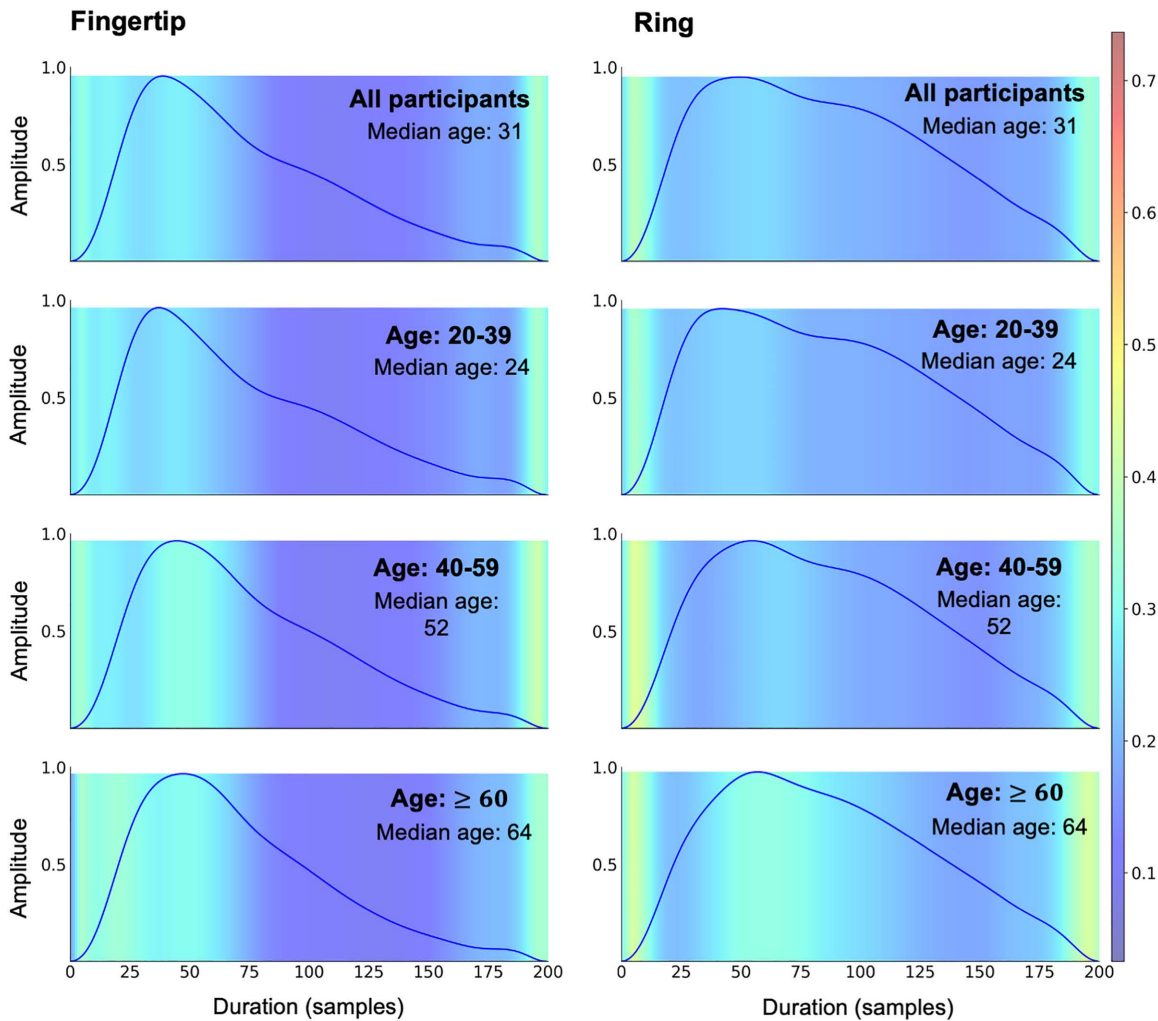 Fingertip
Ring
1.0
All participants
Median age: 31
0.5
Amplitude
1.0
All participants
Median age: 31
0.5
Amplitude
1.0
Age: 20-39
Median age: 24
0.5
Amplitude
1.0
Age: 20-39
Median age: 24
0.5
Amplitude
1.0
Age: 40-59
Median age:
52
0.5
Amplitude
1.0
Age: 40-59
Median age:
52
0.5
Amplitude
1.0
Age: ≥ 60
Median age: 64
0.5
Amplitude
0 25 50 75 100 125 150 175 200
Duration (samples)
1.0
Age: ≥ 60
Median age: 64
0.5
Amplitude
0 25 50 75 100 125 150 175 200
Duration (samples)
0.7
0.6
0.5
0.4
0.3
0.2
0.1